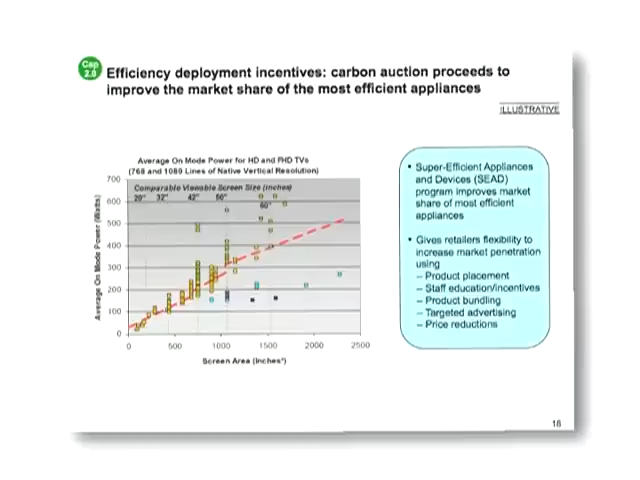 Cap
2.0
Efficiency deployment incentives: carbon auction proceeds to
improve the market share of the most efficient appliances
ILLUSTRATIVE
Average On Mode Power for HD and FHD TVs
(768 and 1080 Lines of Native Vertical Resolution)
Comparable Viewable Screen Size (inches)
32" 42" 50"
60"
700
600
500
400
300
200
100
0
Average On Mode Power (Watts)
0 500 1000 1500 2000 2500
Screen Area (Inches²)
• Super-Efficient Appliances
and Devices (SEAD)
program improves market
share of most efficient
appliances
• Gives retailers flexibility to
increase market penetration
using
– Product placement
– Staff education/incentives
– Product bundling
– Targeted advertising
– Price reductions
18